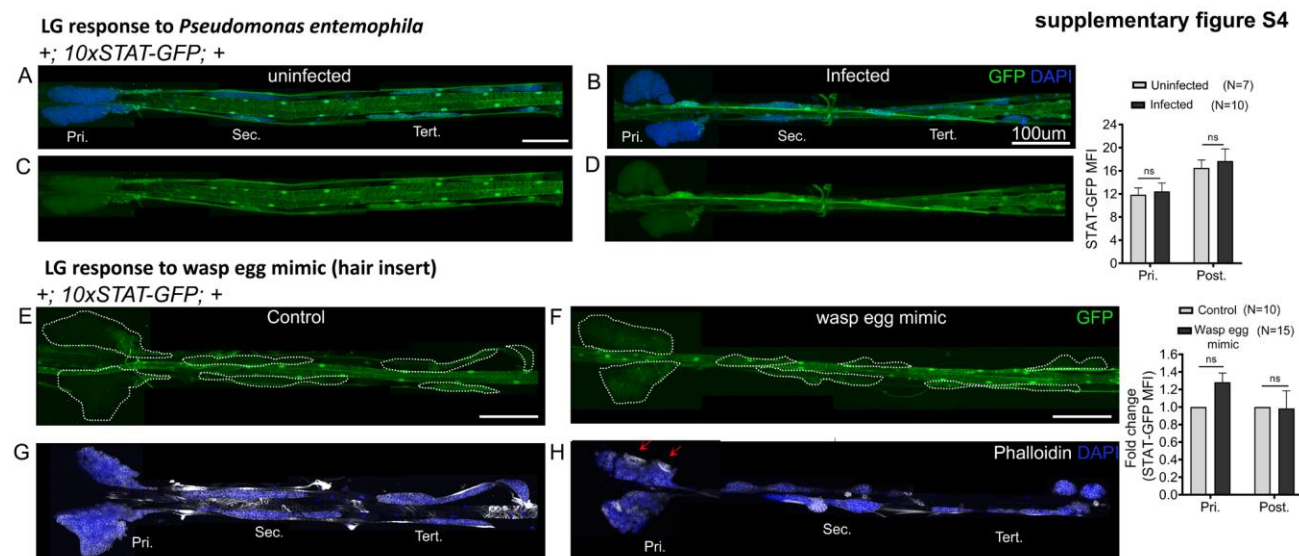 supplementary figure S4
LG response to Pseudomonas entemophila
+; 10xSTAT-GFP; +
A
uninfected
Pri.
Sec.
Tert.
B
Infected
GFP DAPI
Pri.
Sec.
Tert.
100um
C
D
Uninfected (N=7)
Infected (N=10)
STAT-GFP MFI
24
20
16
12
8
4
0
ns
ns
Pri.
Post.
LG response to wasp egg mimic (hair insert)
+; 10xSTAT-GFP; +
E
Control
F
wasp egg mimic
GFP
G
Pri.
Sec.
Tert.
H
Phalloidin DAPI
Pri.
Sec.
Tert.
Control (N=10)
Wasp egg (N=15)
mimic
Fold change
(STAT-GFP MFI)
1.6
1.4
1.2
1.0
0.8
0.6
0.4
0.2
0.0
ns
ns
Pri.
Post.